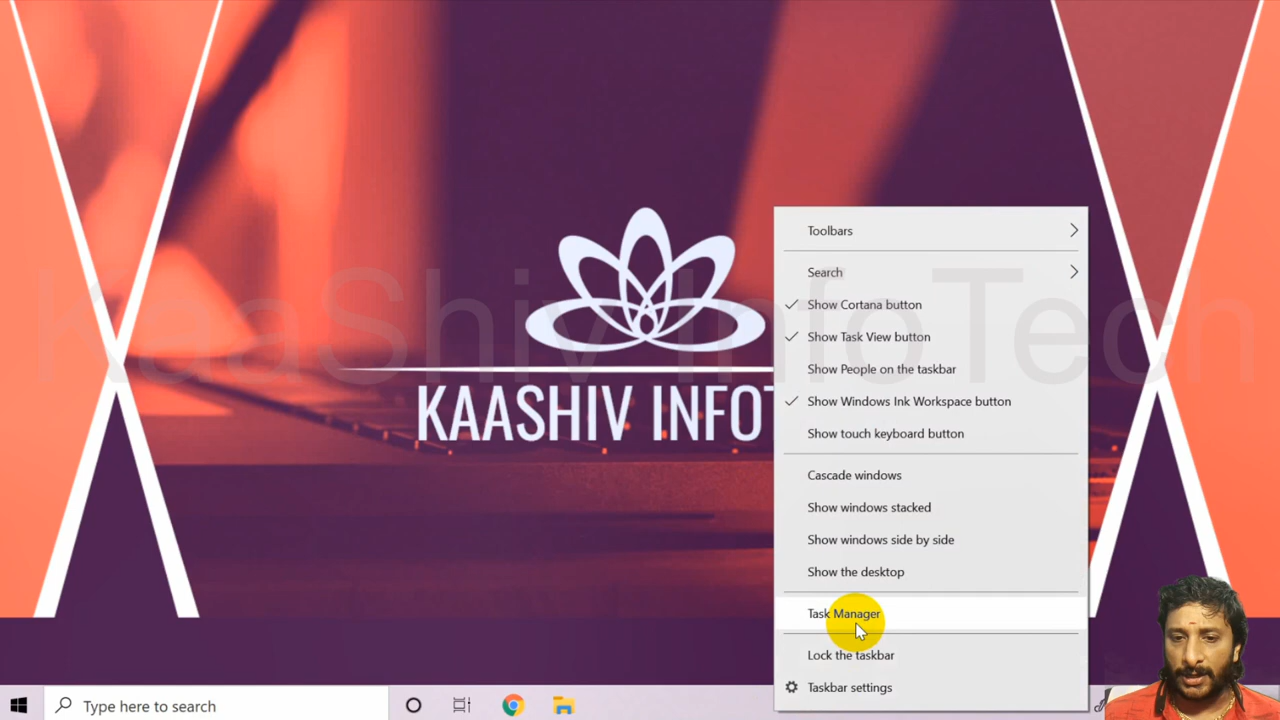 KaaShiv InfoTech
KAASHIV INFOT
Toolbars
Search
Show Cortana button
Show Task View button
Show People on the taskbar
Show Windows Ink Workspace button
Show touch keyboard button
Cascade windows
Show windows stacked
Show windows side by side
Show the desktop
Task Manager
Lock the taskbar
Taskbar settings
Type here to search